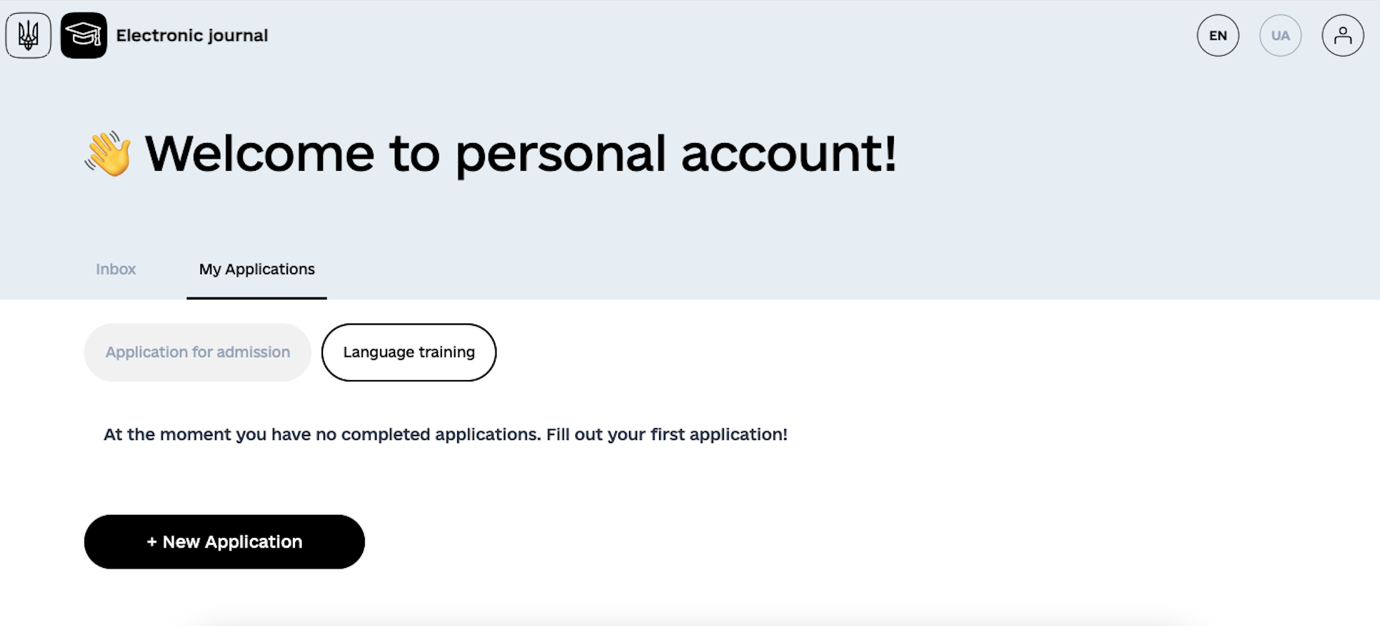 Electronic journal
EN
UA
👋 Welcome to personal account!
Inbox
My Applications
Application for admission
Language training
At the moment you have no completed applications. Fill out your first application!
+ New Application